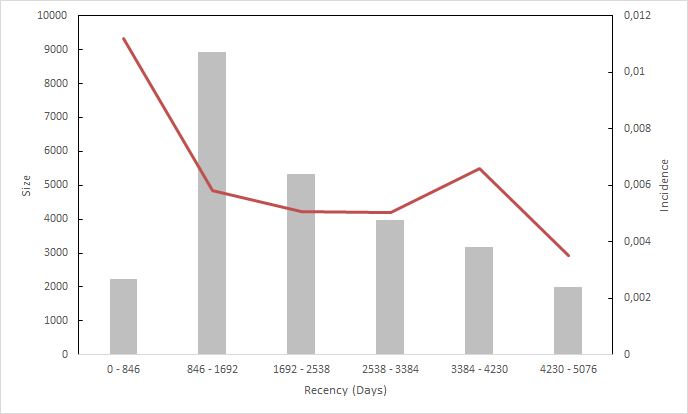 10000
9000
8000
7000
6000
5000
4000
3000
2000
1000
0
Size
0,012
0,01
0,008
0,006
0,004
0,002
0
Incidence
0 - 846
846 - 1692
1692 - 2538
2538 - 3384
3384 - 4230
4230 - 5076
Recency (Days)